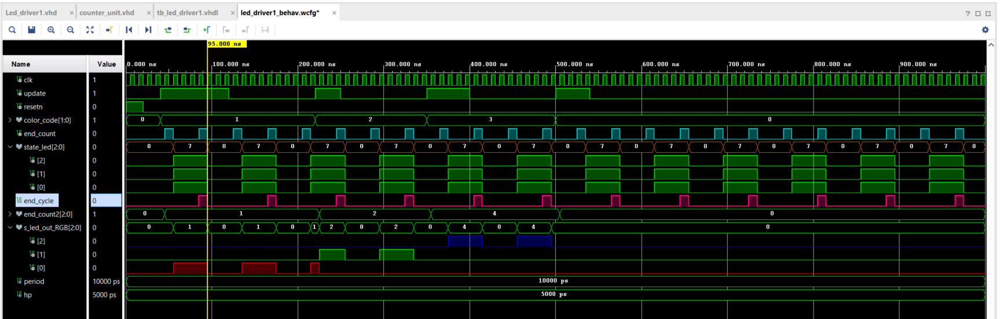 Led_driver1.vhd × counter_unit.vhd × tb_led_driver1.vhdl × led_driver1_behav.wcfg* × ?
95.000 ns
Name Value 0.000 ns 100.000 ns 200.000 ns 300.000 ns 400.000 ns 500.000 ns 600.000 ns 700.000 ns 800.000 ns 900.000 ns
clk 1
update 1
resetn 0
color_code[1:0] 1 0 1 2 3 0
end_count 0
state_led[2:0] 0 0 7 0 7 0 7 0 7 0 7 0 7 0 7 0 7 0 7 0 7 0 7 0 7 0
[2] 0
[1] 0
[0] 0
end_cycle 0
end_count2[2:0] 1 0 1 2 4 0
s_led_out_RGB[2:0] 0 0 1 0 1 0 1 2 0 2 0 4 0 4 0
[2] 0
[1] 0
[0] 0
period 10000 ps 10000 ps
hp 5000 ps 5000 ps